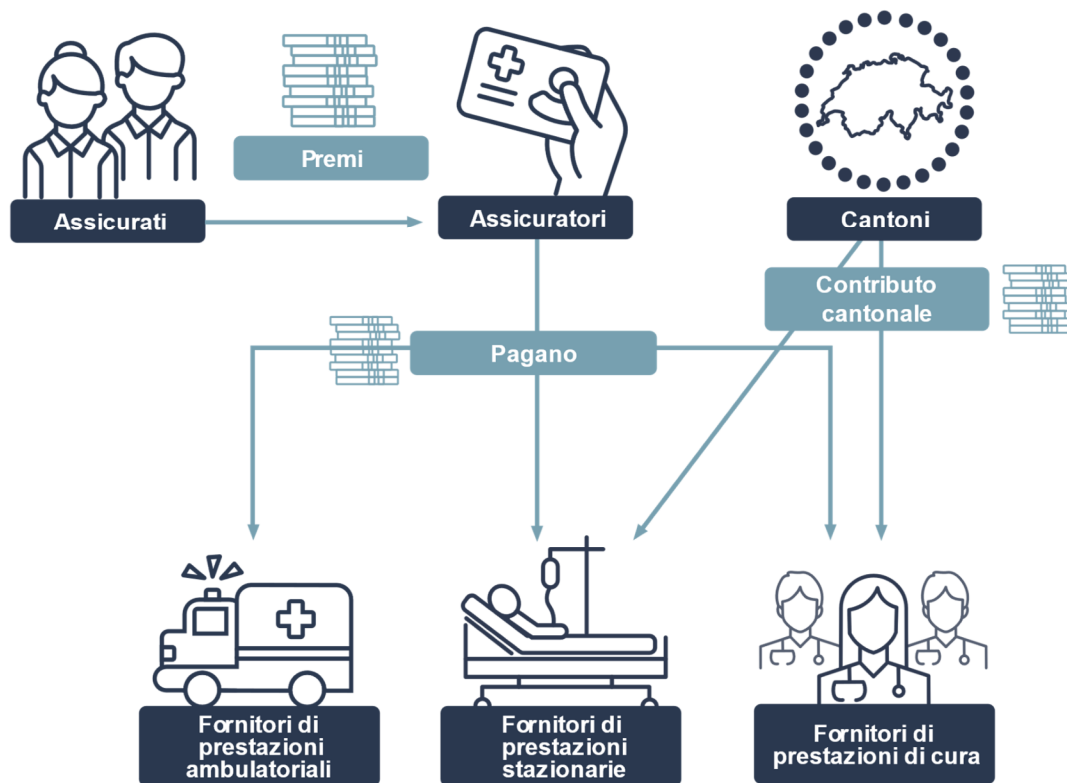 Premi
Assicurati
Assicuratori
Cantoni
Contributo
cantonale
Pagano
Fornitori di
prestazioni
ambulatoriali
Fornitori di
prestazioni
stazionarie
Fornitori di
prestazioni di cura